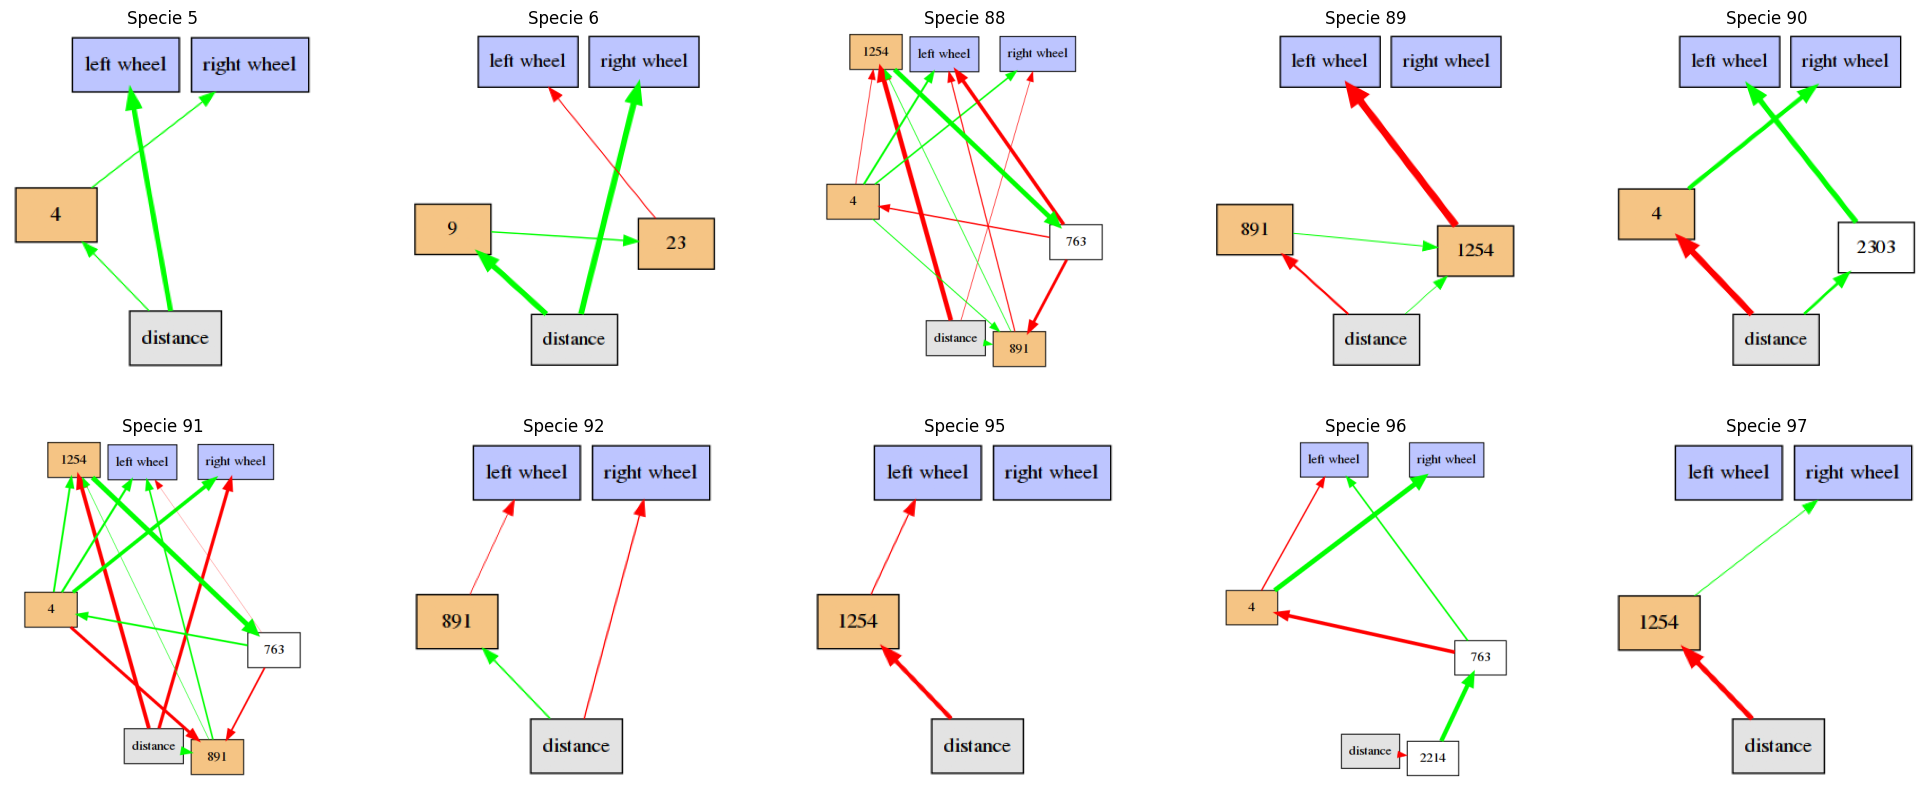 Specie 5
left wheel
right wheel
4
distance
Specie 6
left wheel
right wheel
9
23
distance
Specie 88
1254
left wheel
right wheel
4
763
distance
891
Specie 89
left wheel
right wheel
891
1254
distance
Specie 90
left wheel
right wheel
4
2303
distance
Specie 91
1254
left wheel
right wheel
4
763
distance
891
Specie 92
left wheel
right wheel
891
distance
Specie 95
left wheel
right wheel
1254
distance
Specie 96
left wheel
right wheel
4
763
distance
2214
Specie 97
left wheel
right wheel
1254
distance